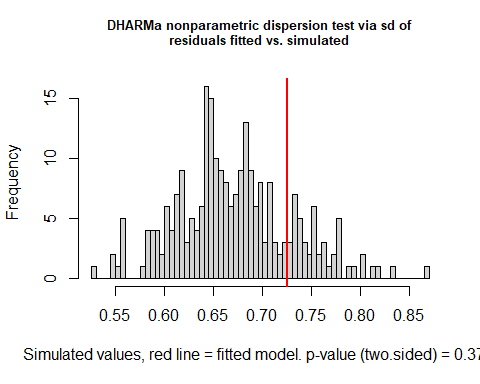 DHARMa nonparametric dispersion test via sd of
residuals fitted vs. simulated
Frequency
15
10
5
0
0.55 0.60 0.65 0.70 0.75 0.80 0.85
Simulated values, red line = fitted model. p-value (two.sided) = 0.37